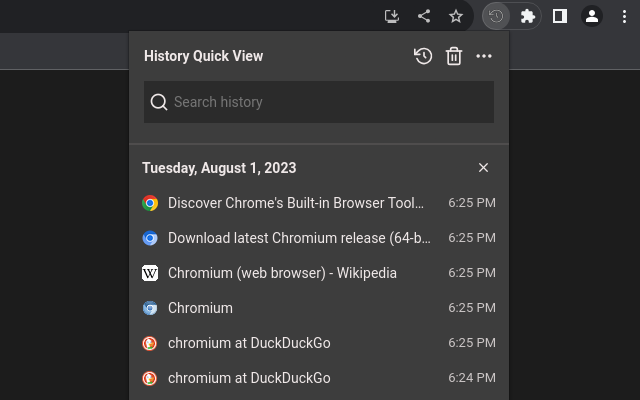 History Quick View
Search history
Tuesday, August 1, 2023
Discover Chrome's Built-in Browser Tool… 6:25 PM
Download latest Chromium release (64-b… 6:25 PM
W Chromium (web browser) - Wikipedia 6:25 PM
Chromium 6:25 PM
chromium at DuckDuckGo 6:25 PM
chromium at DuckDuckGo 6:24 PM